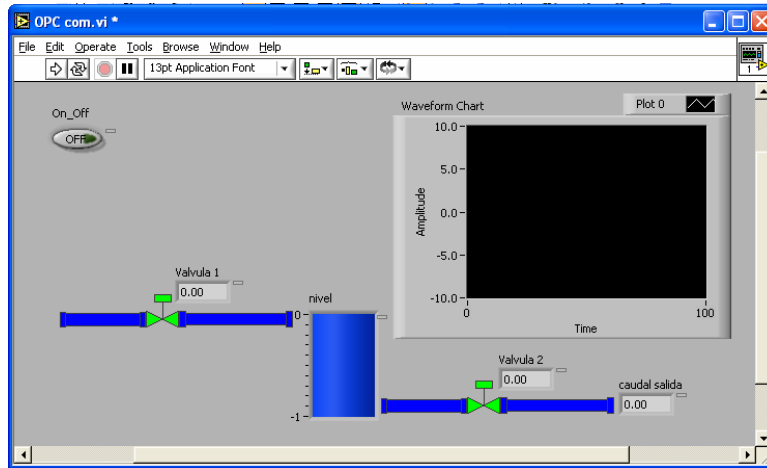 OPC com.vi *
File Edit Operate Tools Browse Window Help
13pt Application Font
1
On_Off
OFF
Waveform Chart
Plot 0
10.0
5.0
0.0
-5.0
-10.0
Amplitude
0
100
Time
Valvula 1
0.00
nivel
0
-1
Valvula 2
0.00
caudal salida
0.00